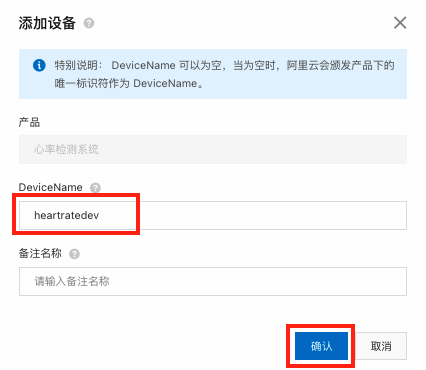 添加设备
特别说明： DeviceName 可以为空，当为空时，阿里云会颁发产品下的
唯一标识符作为 DeviceName。
产品
心率检测系统
DeviceName
heartratedev
备注名称
请输入备注名称
确认 取消